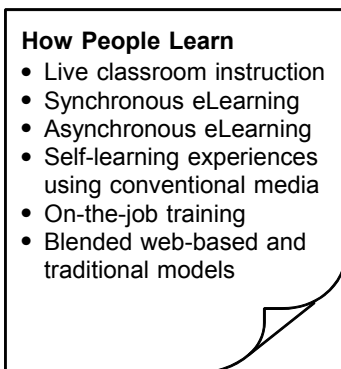 How People Learn
• Live classroom instruction
• Synchronous eLearning
• Asynchronous eLearning
• Self-learning experiences
using conventional media
• On-the-job training
• Blended web-based and
traditional models